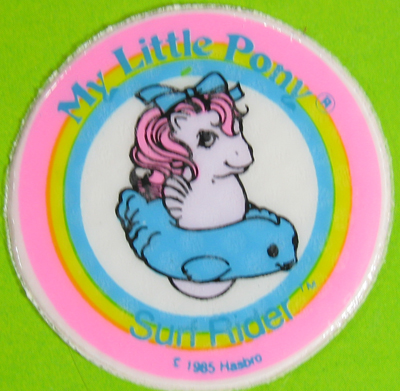 My Little Pony®
Surf Rider™
© 1985 Hasbro